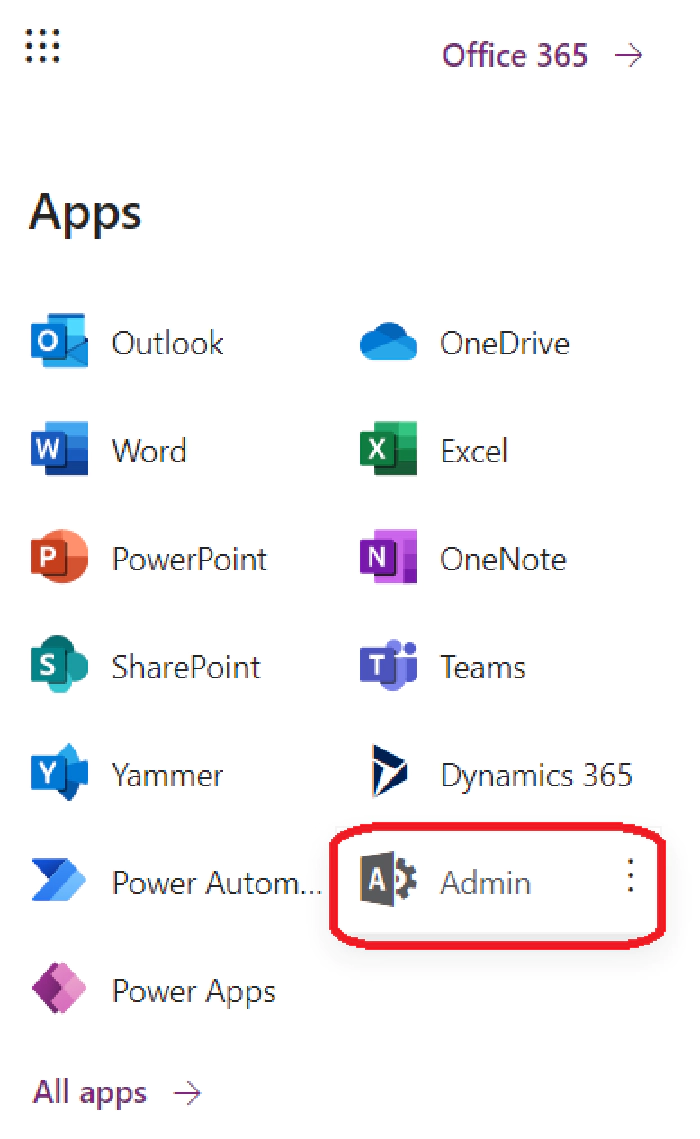 Office 365 →
Apps
Outlook
OneDrive
Word
Excel
PowerPoint
OneNote
SharePoint
Teams
Yammer
Dynamics 365
Power Autom...
Admin
Power Apps
All apps →